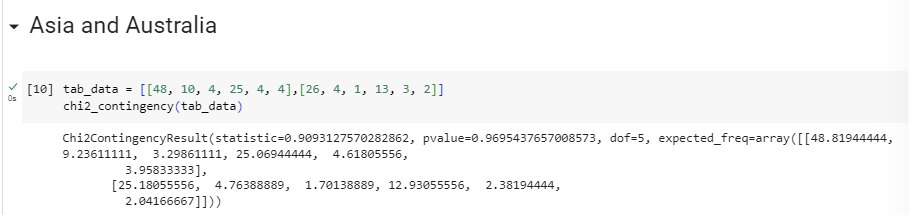 Asia and Australia
[10] tab_data = [[48, 10, 4, 25, 4, 4],[26, 4, 1, 13, 3, 2]]
0s
chi2_contingency(tab_data)
Chi2ContingencyResult(statistic=0.9093127570282862, pvalue=0.9695437657008573, dof=5, expected_freq=array([[48.81944444,
9.23611111, 3.29861111, 25.06944444, 4.61805556,
3.95833333],
[25.18055556, 4.76388889, 1.70138889, 12.93055556, 2.38194444,
2.04166667]]))